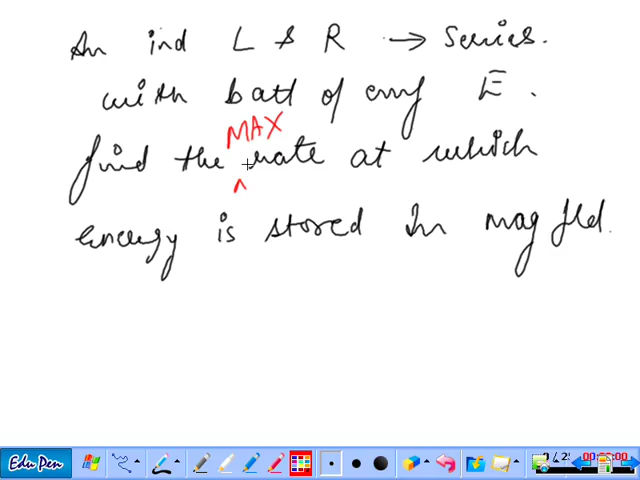 An ind L & R → Series.
with batt of emf E.
MAX
find the ^ rate at which
energy is stored in mag fld.
Edu Pen